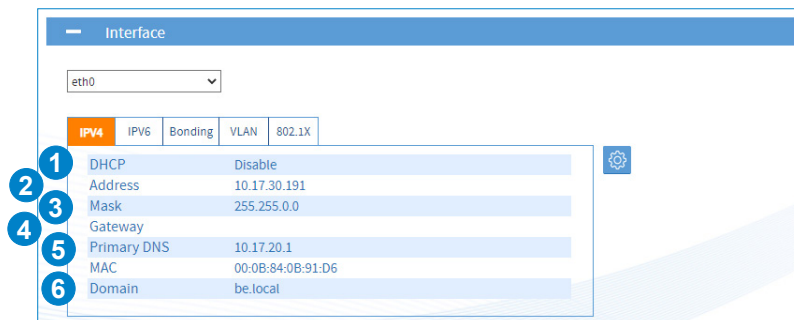 Interface
eth0
IPV4 IPV6 Bonding VLAN 802.1X
1 DHCP Disable
2 Address 10.17.30.191
3 Mask 255.255.0.0
4 Gateway
5 Primary DNS 10.17.20.1
MAC 00:0B:84:0B:91:D6
6 Domain be.local